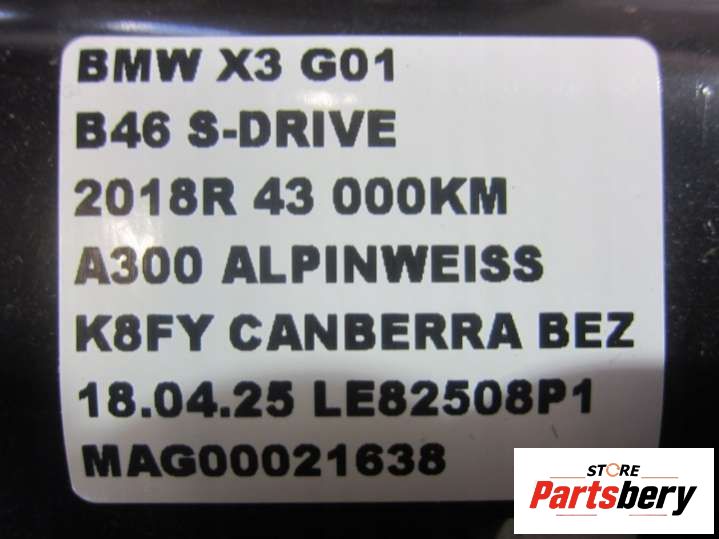 BMW X3 G01
B46 S-DRIVE
2018R 43 000KM
A300 ALPINWEISS
K8FY CANBERRA BEZ
18.04.25 LE82508P1
MAG00021638
STORE
Partsbery